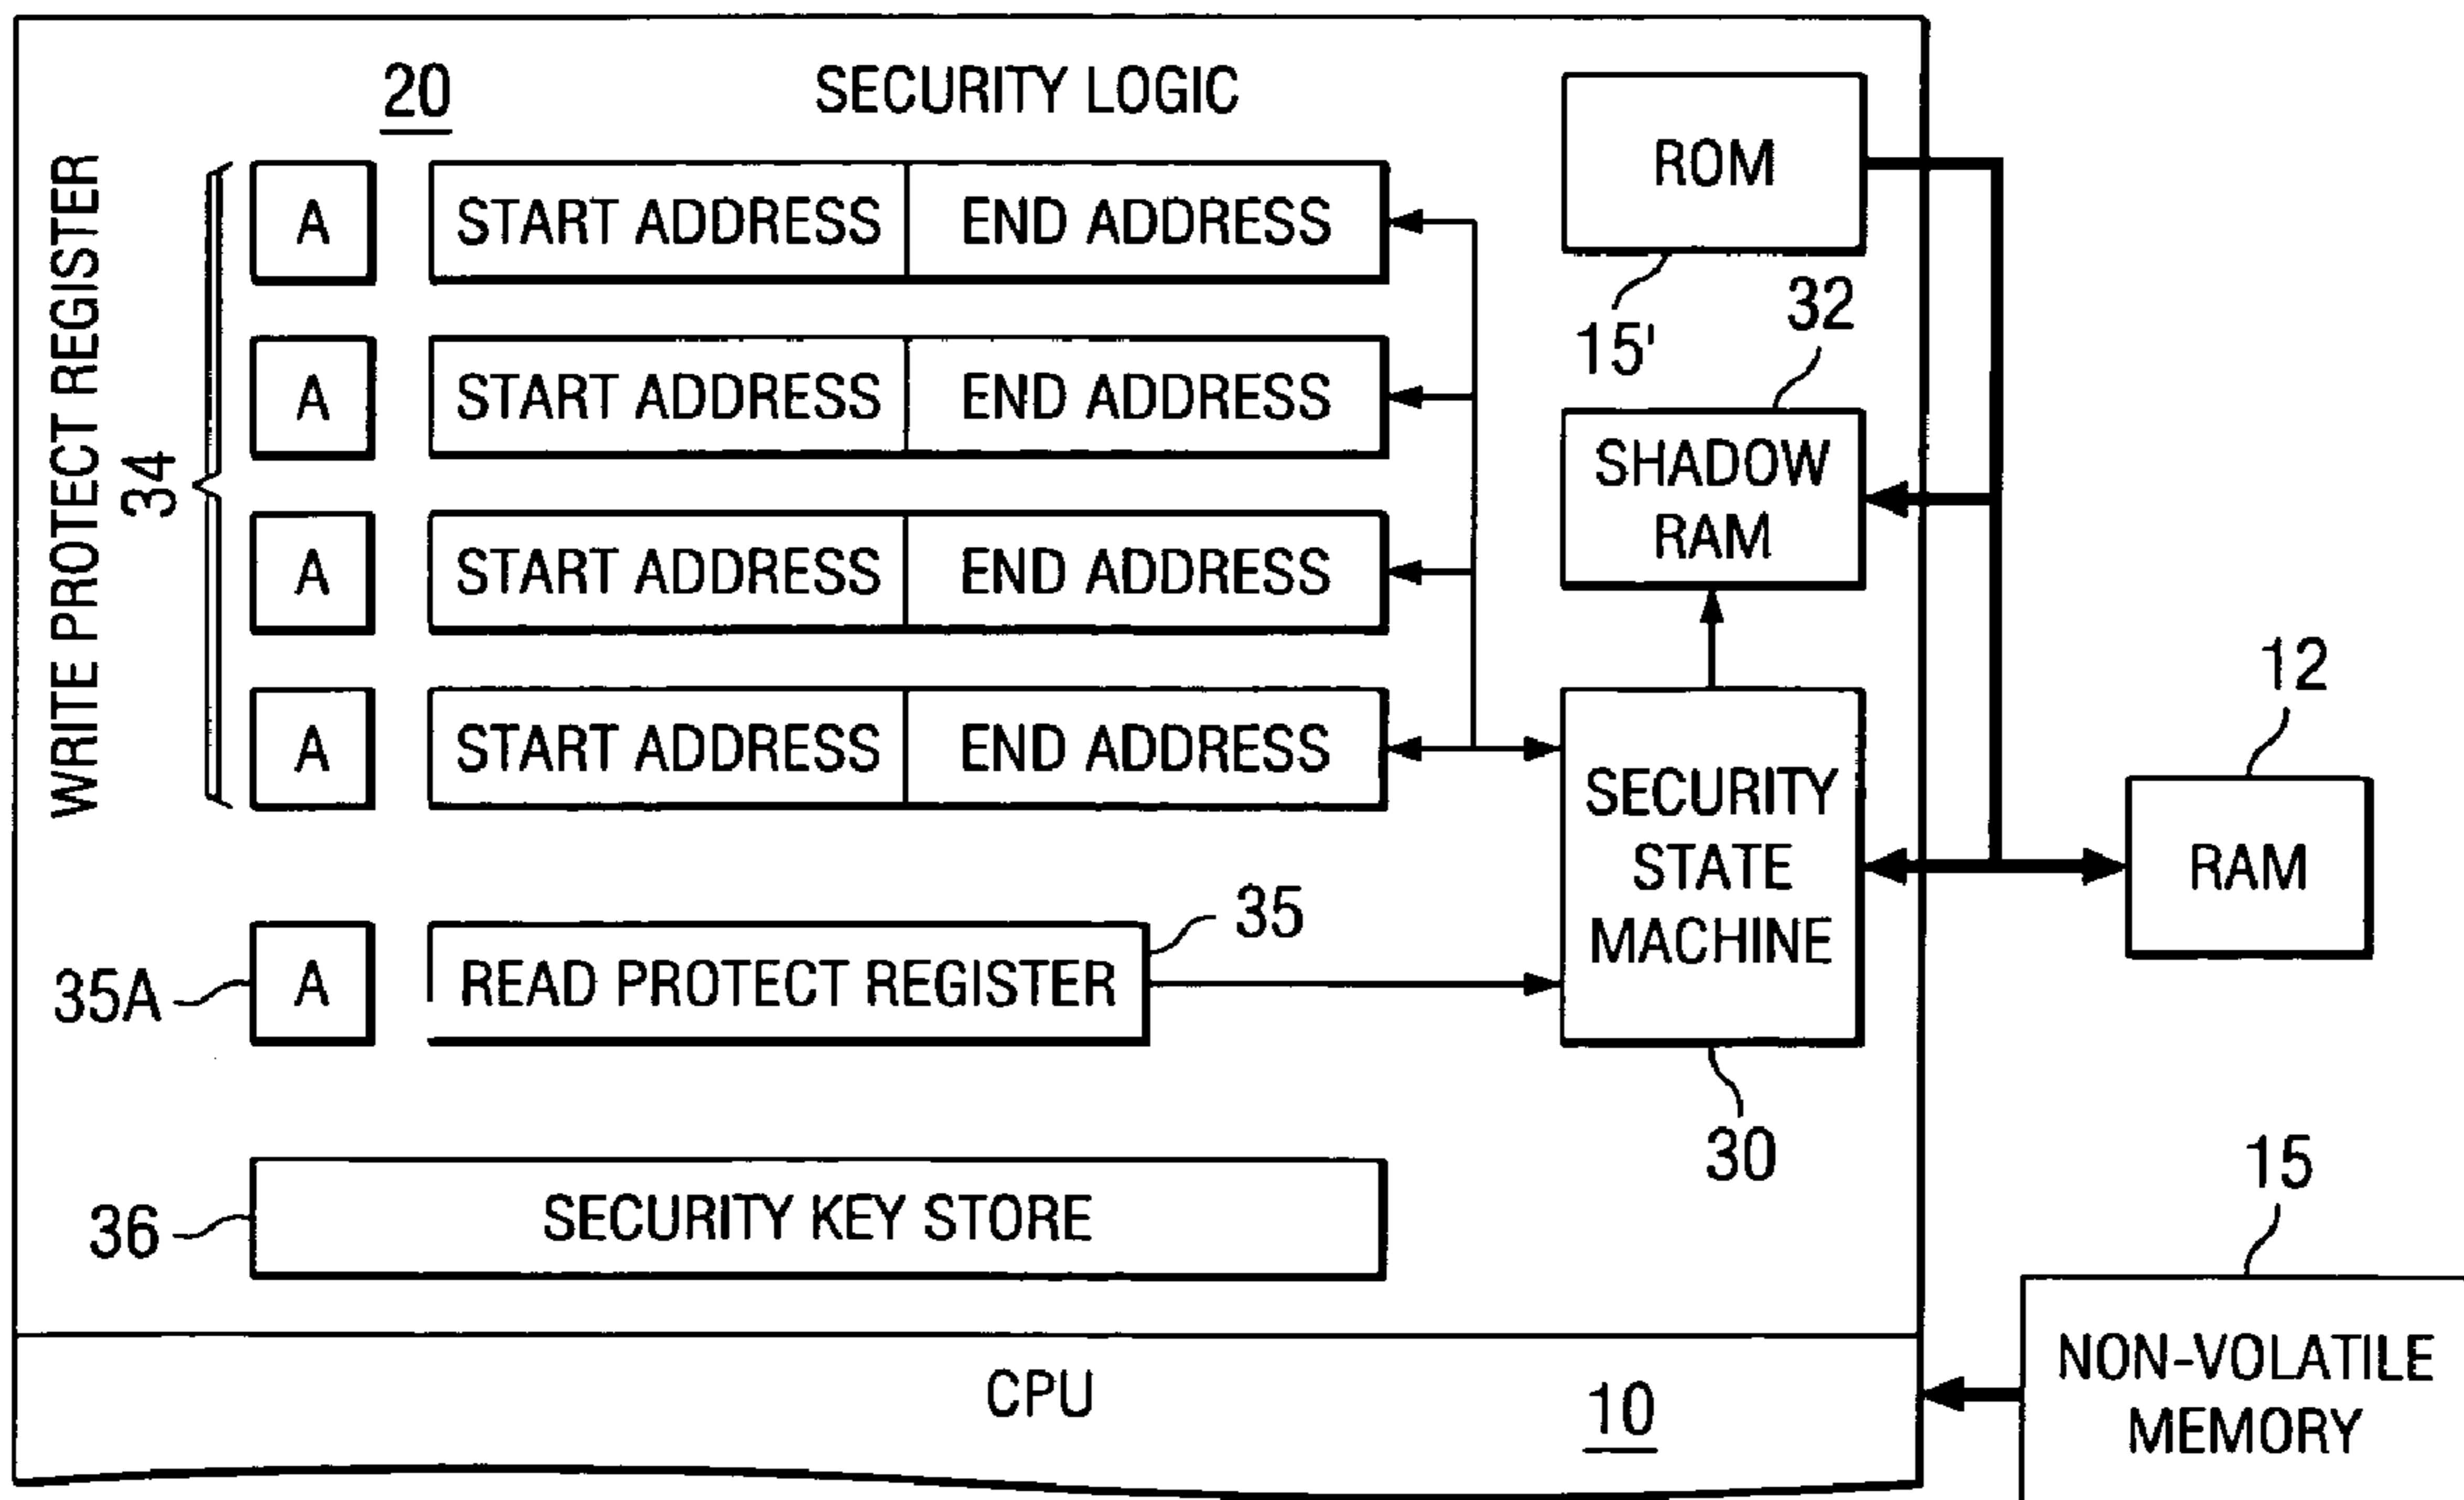 20
SECURITY LOGIC
WRITE PROTECT REGISTER
34
A
START ADDRESS
END ADDRESS
A
START ADDRESS
END ADDRESS
A
START ADDRESS
END ADDRESS
A
START ADDRESS
END ADDRESS
ROM
15'
32
SHADOW
RAM
12
RAM
SECURITY
STATE
MACHINE
30
35A
A
READ PROTECT REGISTER
35
36
SECURITY KEY STORE
CPU
10
15
NON-VOLATILE
MEMORY